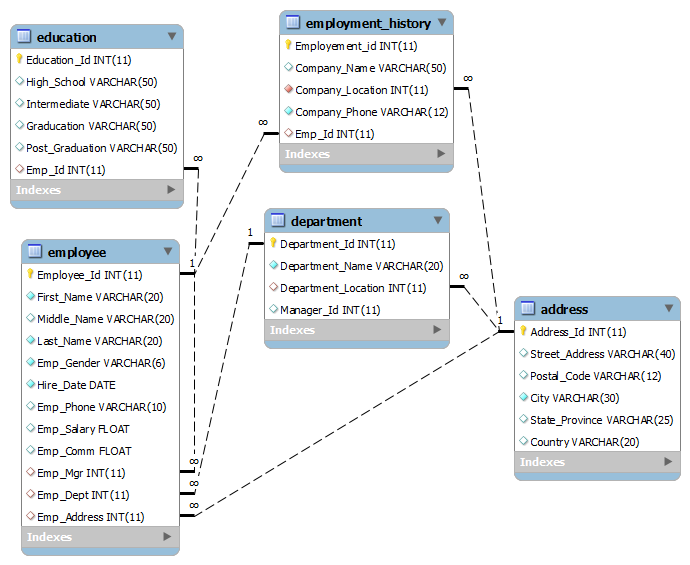 education
Education_Id INT(11)
High_School VARCHAR(50)
Intermediate VARCHAR(50)
Graducation VARCHAR(50)
Post_Graduation VARCHAR(50)
Emp_Id INT(11)
Indexes
employment_history
Employement_id INT(11)
Company_Name VARCHAR(50)
Company_Location INT(11)
Company_Phone VARCHAR(12)
Emp_Id INT(11)
Indexes
employee
Employee_Id INT(11)
First_Name VARCHAR(20)
Middle_Name VARCHAR(20)
Last_Name VARCHAR(20)
Emp_Gender VARCHAR(6)
Hire_Date DATE
Emp_Phone VARCHAR(10)
Emp_Salary FLOAT
Emp_Comm FLOAT
Emp_Mgr INT(11)
Emp_Dept INT(11)
Emp_Address INT(11)
Indexes
department
Department_Id INT(11)
Department_Name VARCHAR(20)
Department_Location INT(11)
Manager_Id INT(11)
Indexes
address
Address_Id INT(11)
Street_Address VARCHAR(40)
Postal_Code VARCHAR(12)
City VARCHAR(30)
State_Province VARCHAR(25)
Country VARCHAR(20)
Indexes
∞
∞
∞
1
1
∞
1
∞
∞
∞